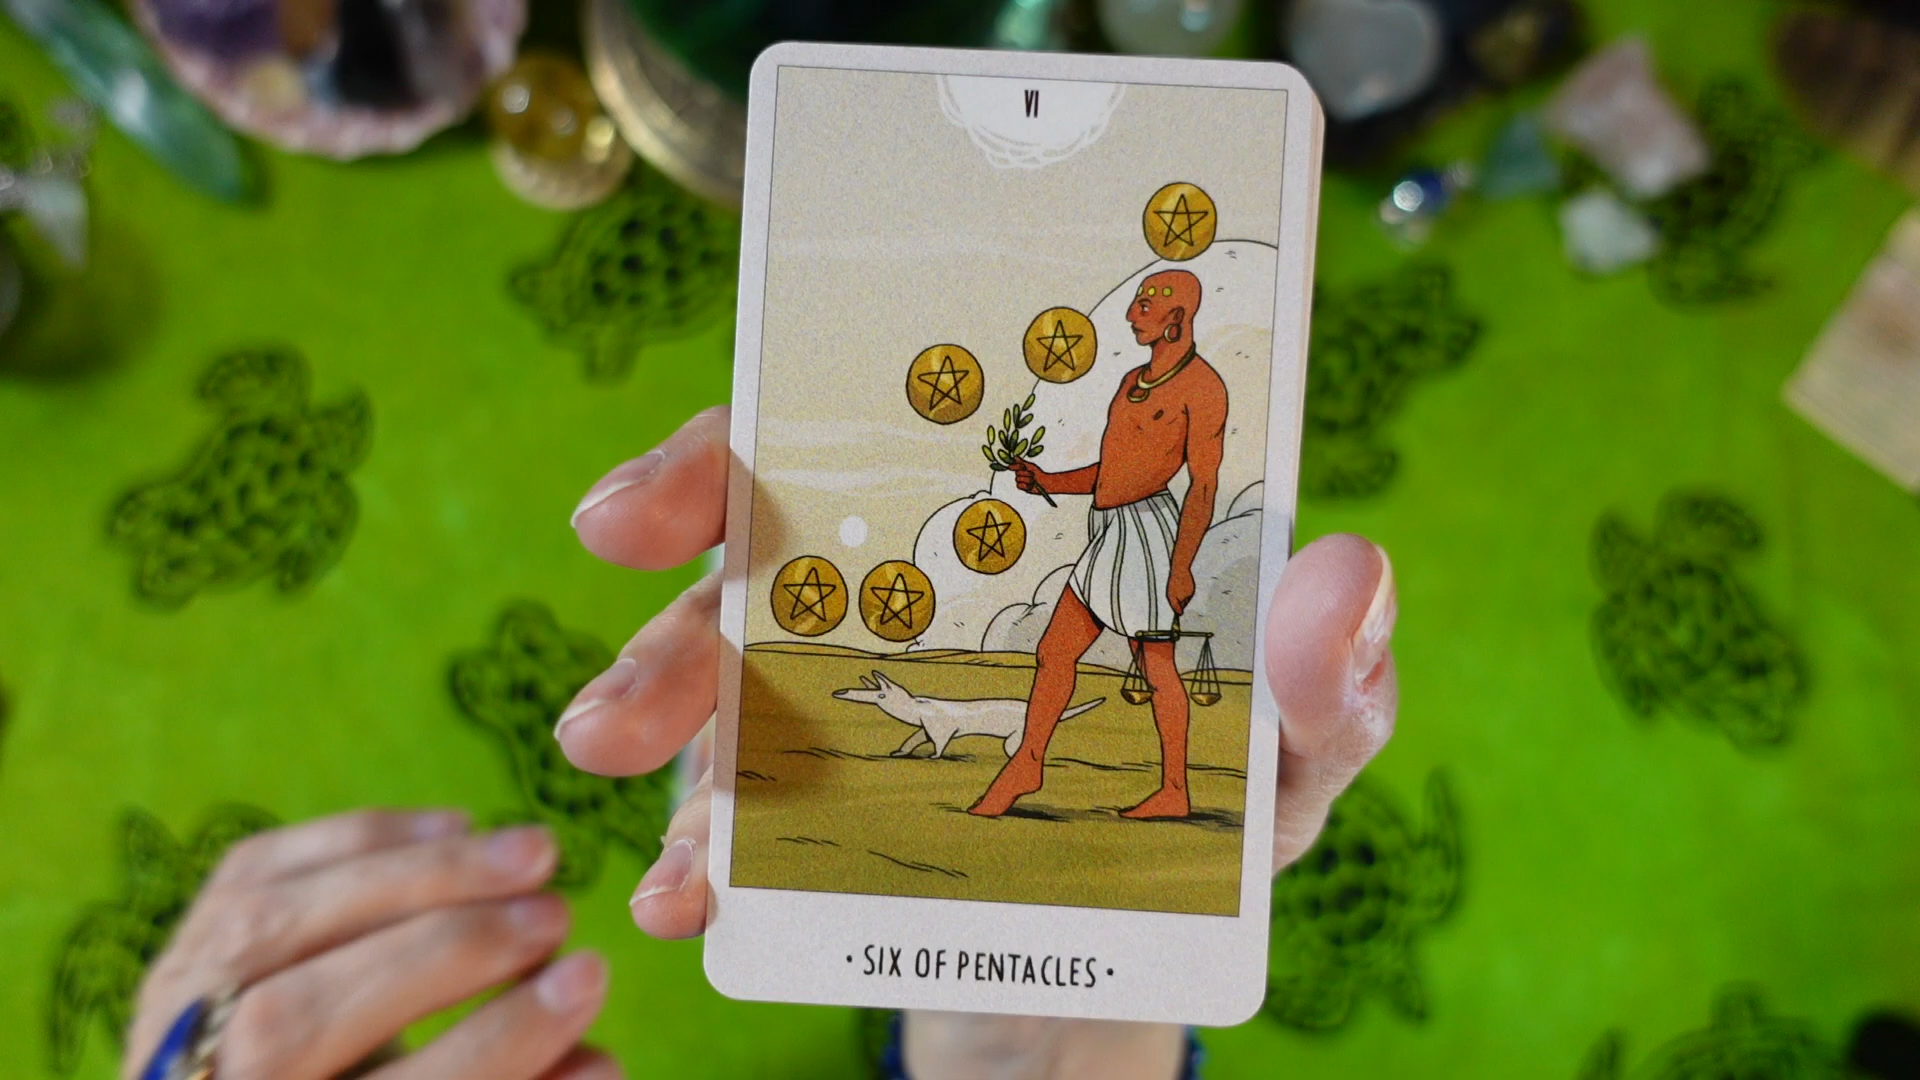 VI
• SIX OF PENTACLES •